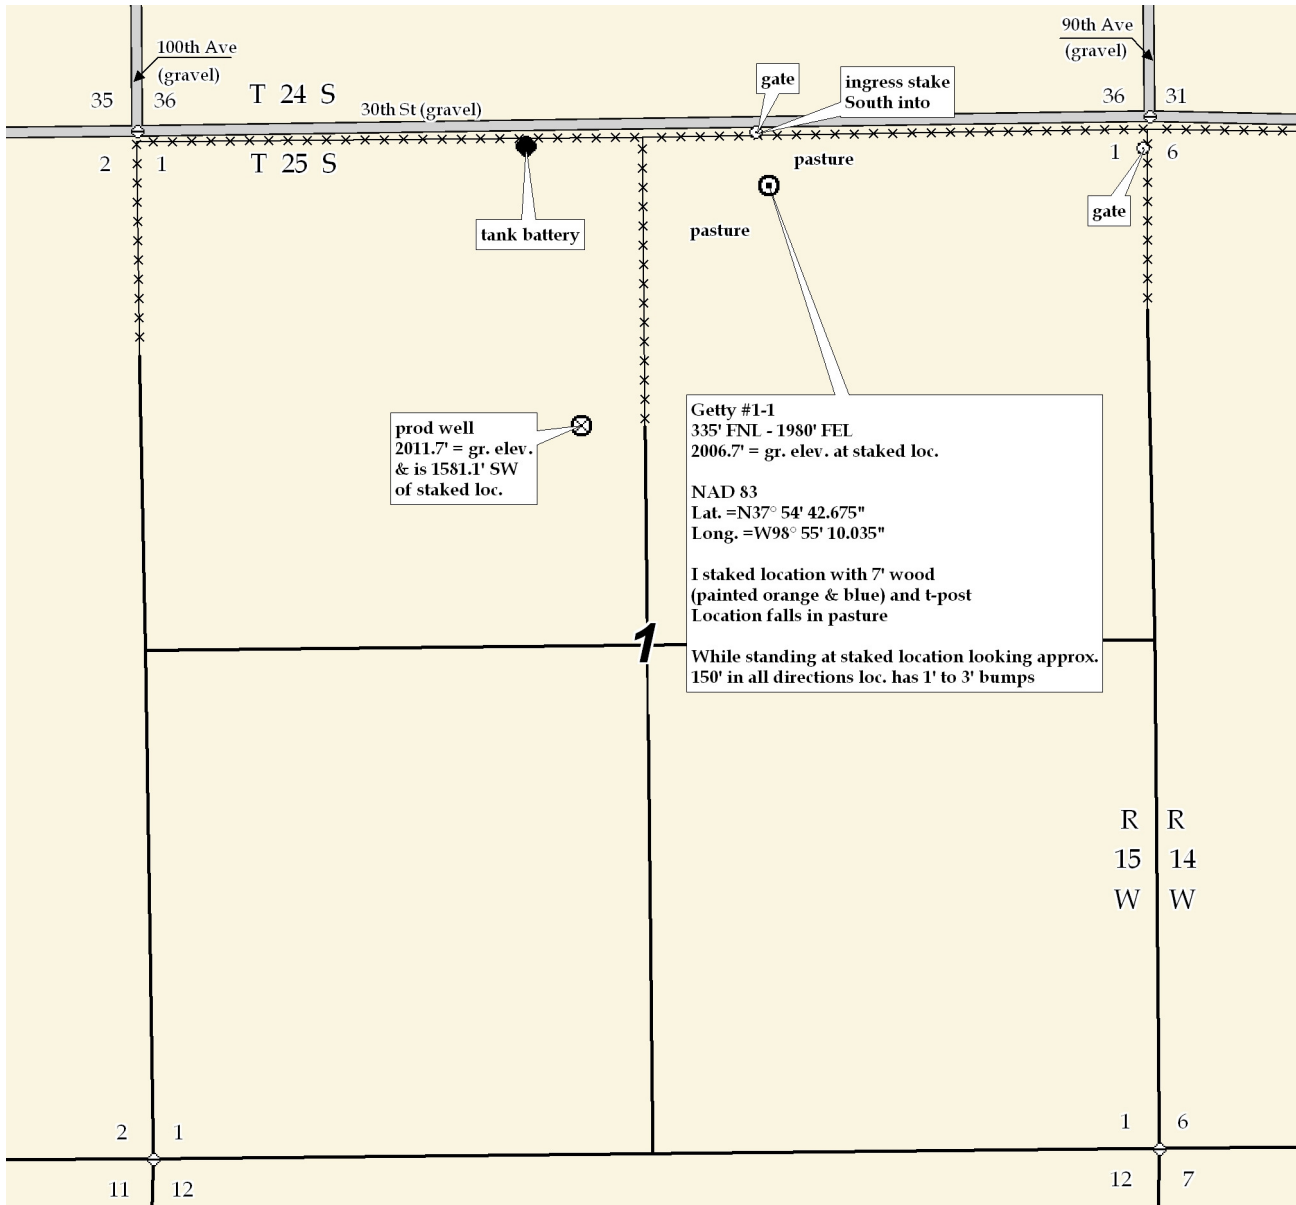 100th Ave
(gravel)
90th Ave
(gravel)
35 36
T 24 S
30th St (gravel)
gate
ingress stake
South into
36 31
2 1
T 25 S
pasture
1 6
gate
tank battery
pasture
prod well
2011.7' = gr. elev.
& is 1581.1' SW
of staked loc.
Getty #1-1
335' FNL - 1980' FEL
2006.7' = gr. elev. at staked loc.
NAD 83
Lat. =N37° 54' 42.675"
Long. =W98° 55' 10.035"
I staked location with 7' wood
(painted orange & blue) and t-post
Location falls in pasture
While standing at staked location looking approx.
150' in all directions loc. has 1' to 3' bumps
1
R R
15 14
W W
2 1
1 6
11 12
12 7